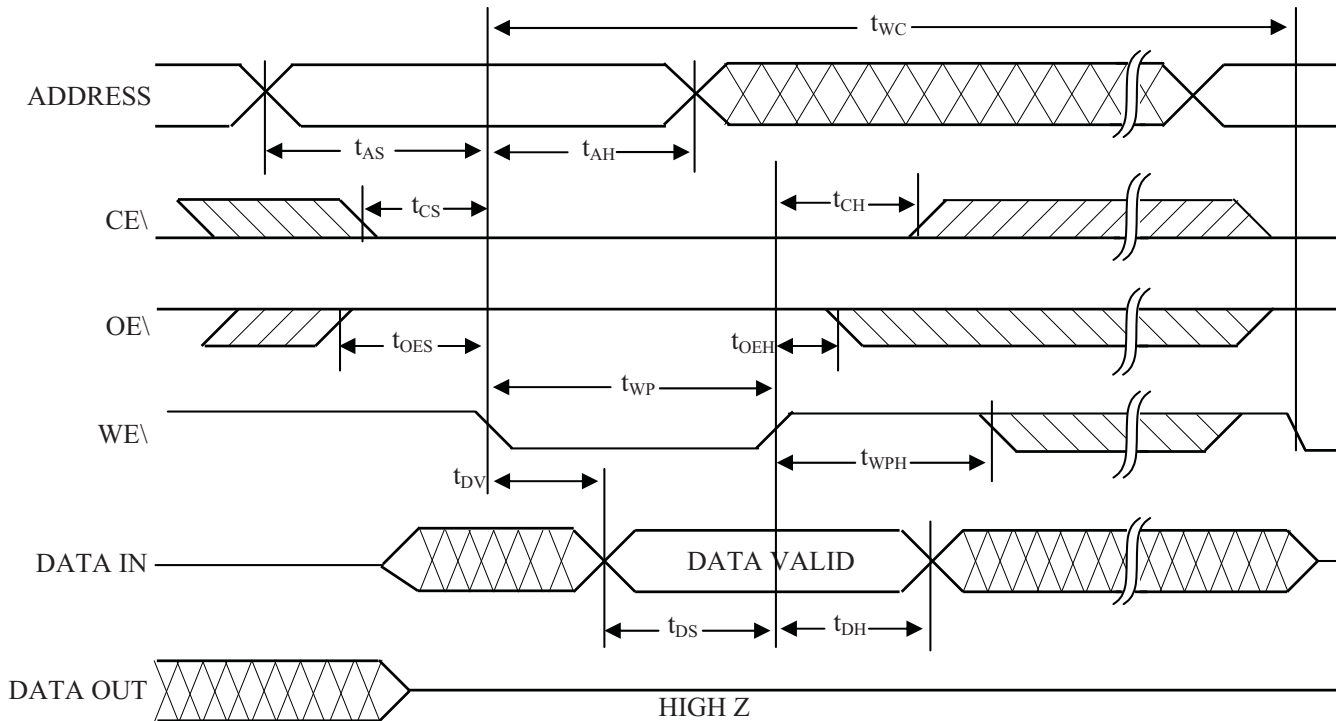 tWC
ADDRESS
tAS
tAH
CE\
tCS
tCH
OE\
tOES
tOEH
tWP
WE\
tWPH
tDV
DATA IN
DATA VALID
tDS
tDH
DATA OUT
HIGH Z